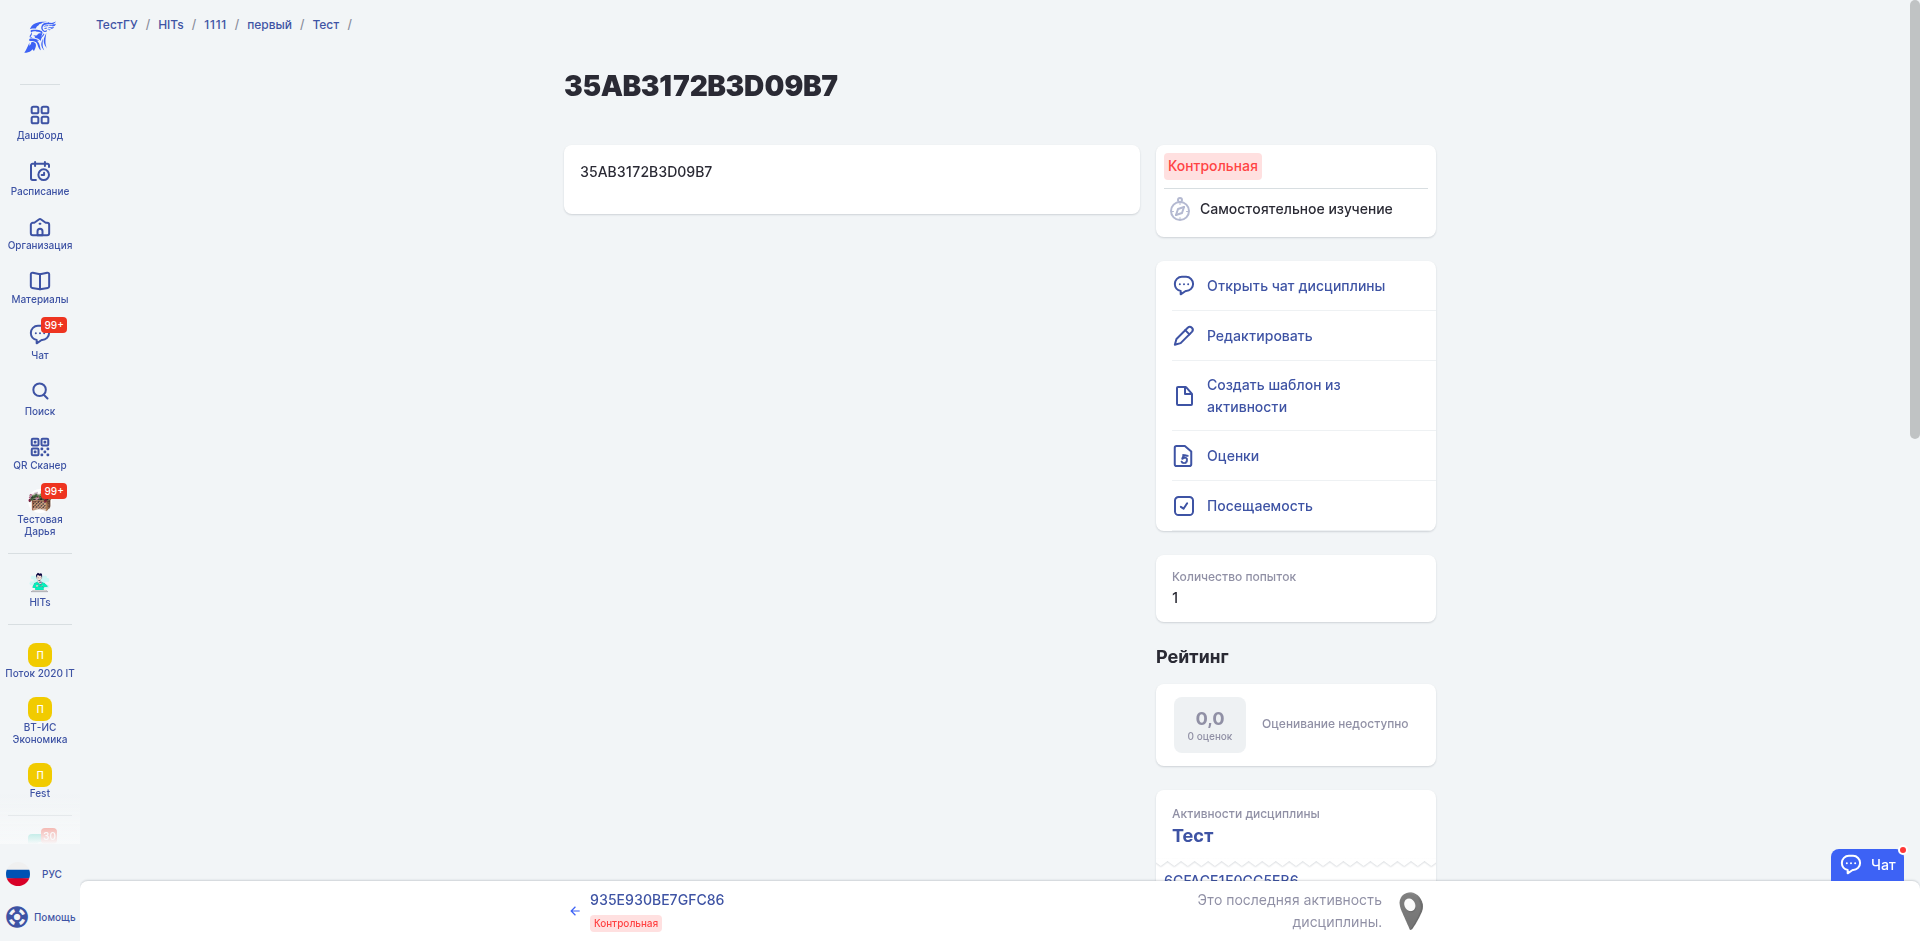 ТестГУ / HITs / 1111 / первый / Тест /
35AB3172B3D09B7
35AB3172B3D09B7
Контрольная
Самостоятельное изучение
Открыть чат дисциплины
Редактировать
Создать шаблон из
активности
Оценки
Посещаемость
Количество попыток
1
Рейтинг
0,0
0 оценок
Оценивание недоступно
Активности дисциплины
Тест
Дашборд
Расписание
Организация
Материалы
99+
Чат
Поиск
QR Сканер
99+
Тестовая
Дарья
HITs
П
Поток 2020 IT
П
ВТ-ИС
Экономика
П
Fest
30
РУС
Помощь
935E930BE7GFC86
Контрольная
Это последняя активность
дисциплины.
Чат